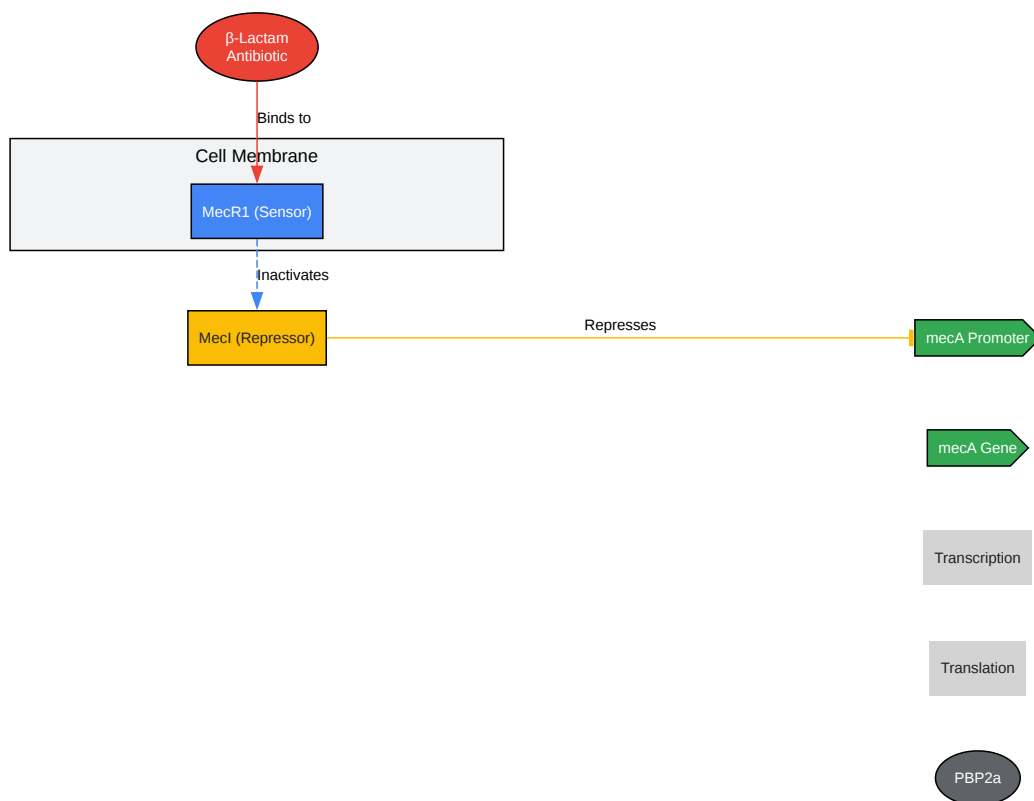 β-Lactam
Antibiotic
Binds to
Cell Membrane
MecR1 (Sensor)
Inactivates
MecI (Repressor)
Represses
mecA Promoter
mecA Gene
Transcription
Translation
PBP2a